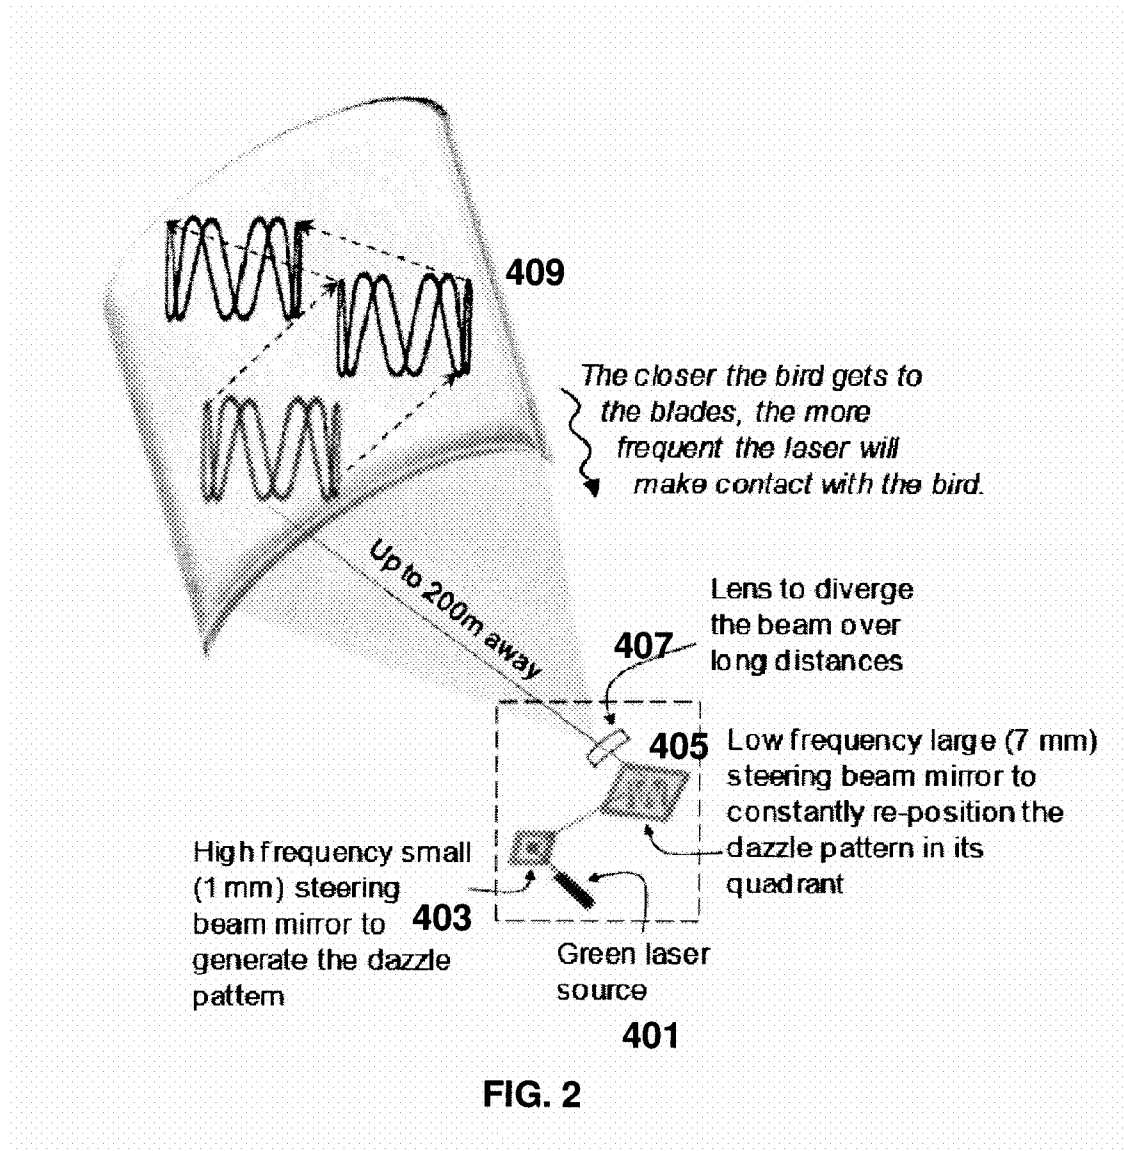 409
The closer the bird gets to
the blades, the more
frequent the laser will
make contact with the bird.
Up to 200m away
Lens to diverge
the beam over
long distances
407
405
Low frequency large (7 mm)
steering beam mirror to
constantly re-position the
dazzle pattern in its
quadrant
High frequency small
(1 mm) steering
beam mirror to
generate the dazzle
pattern
403
Green laser
source
401
FIG. 2